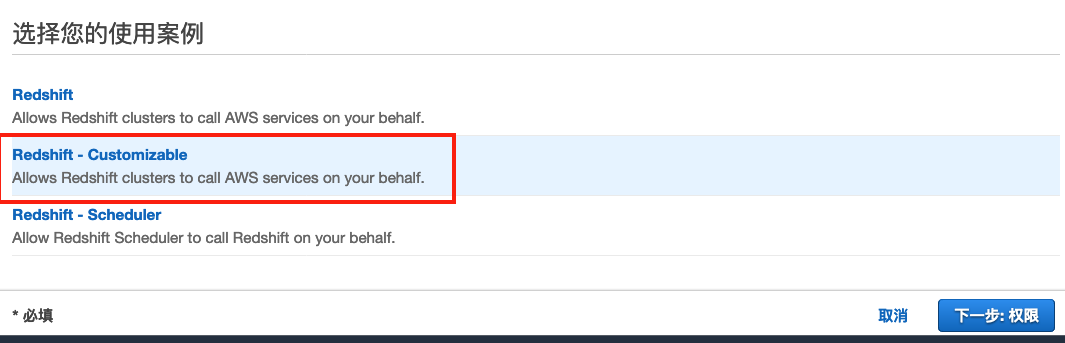 选择您的使用案例
Redshift
Allows Redshift clusters to call AWS services on your behalf.
Redshift - Customizable
Allows Redshift clusters to call AWS services on your behalf.
Redshift - Scheduler
Allow Redshift Scheduler to call Redshift on your behalf.
* 必填 取消 下一步: 权限